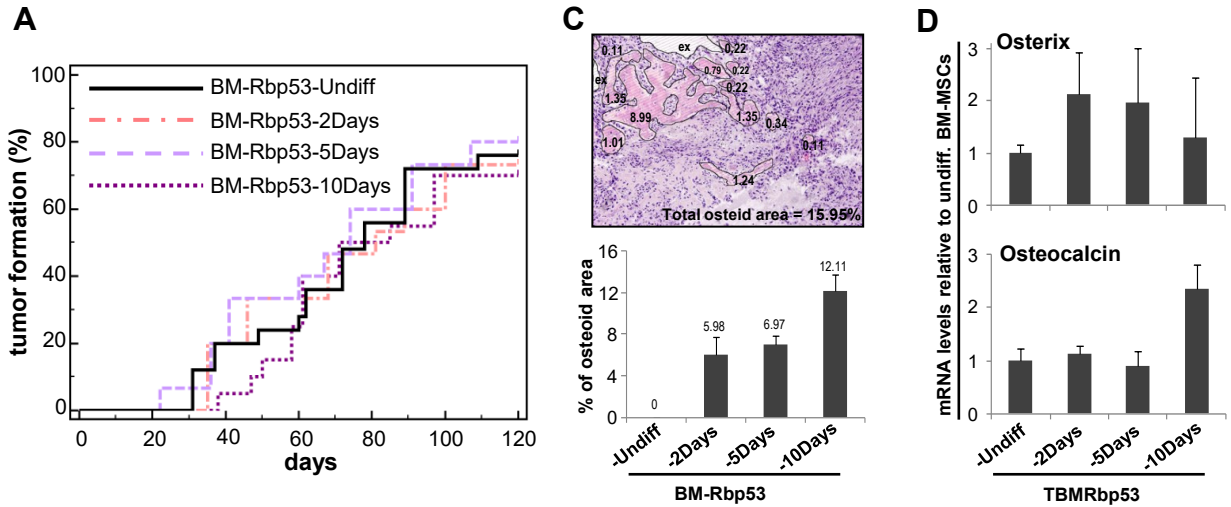 A
100
80
60
40
20
0
tumor formation (%)
BM-Rbp53-Undiff
BM-Rbp53-2Days
BM-Rbp53-5Days
BM-Rbp53-10Days
0 20 40 60 80 100 120
days
C
0.11 ex 0,22
ex 0.79 0,22
0.22
1.35
8.99 1.35 0.34
1.01 0.11
1.24
Total osteid area = 15.95%
% of osteoid area
16
12
8
4
0
0
5.98
6.97
12.11
-Undiff -2Days -5Days -10Days
BM-Rbp53
D
mRNA levels relative to undiff. BM-MSCs
Osterix
3
2
1
0
Osteocalcin
3
2
1
0
-Undiff -2Days -5Days -10Days
TBMRbp53